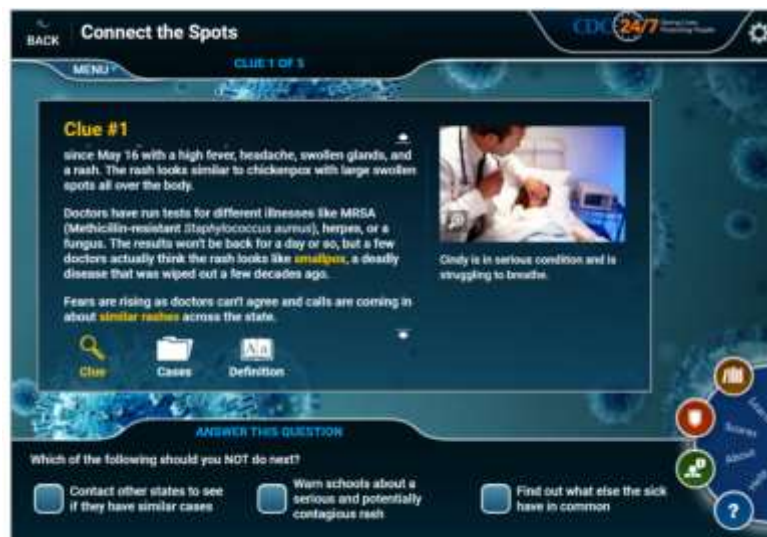 BACK
Connect the Spots
CDC 24/7 Saving Lives. Protecting People.
MENU
CLUE 1 OF 5
Clue #1
since May 16 with a high fever, headache, swollen glands, and
a rash. The rash looks similar to chickenpox with large swollen
spots all over the body.
Doctors have run tests for different illnesses like MRSA
(Methicillin-resistant Staphylococcus aureus), herpes, or a
fungus. The results won't be back for a day or so, but a few
doctors actually think the rash looks like smallpox, a deadly
disease that was wiped out a few decades ago.
Fears are rising as doctors can't agree and calls are coming in
about similar rashes across the state.
Cindy is in serious condition and is
struggling to breathe.
Clue
Cases
Aa
Definition
ANSWER THIS QUESTION
Which of the following should you NOT do next?
Contact other states to see
if they have similar cases
Warn schools about a
serious and potentially
contagious rash
Find out what else the sick
have in common
Scores
About
Help
?